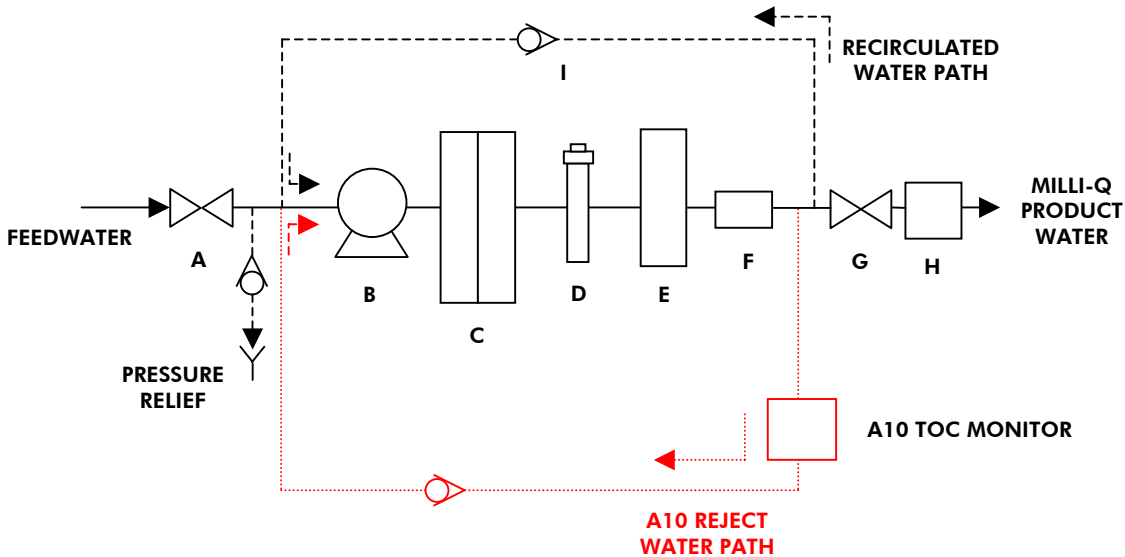 RECIRCULATED
WATER PATH
I
FEEDWATER
A
B
C
D
E
F
G
H
MILLI-Q
PRODUCT
WATER
PRESSURE
RELIEF
A10 TOC MONITOR
A10 REJECT
WATER PATH